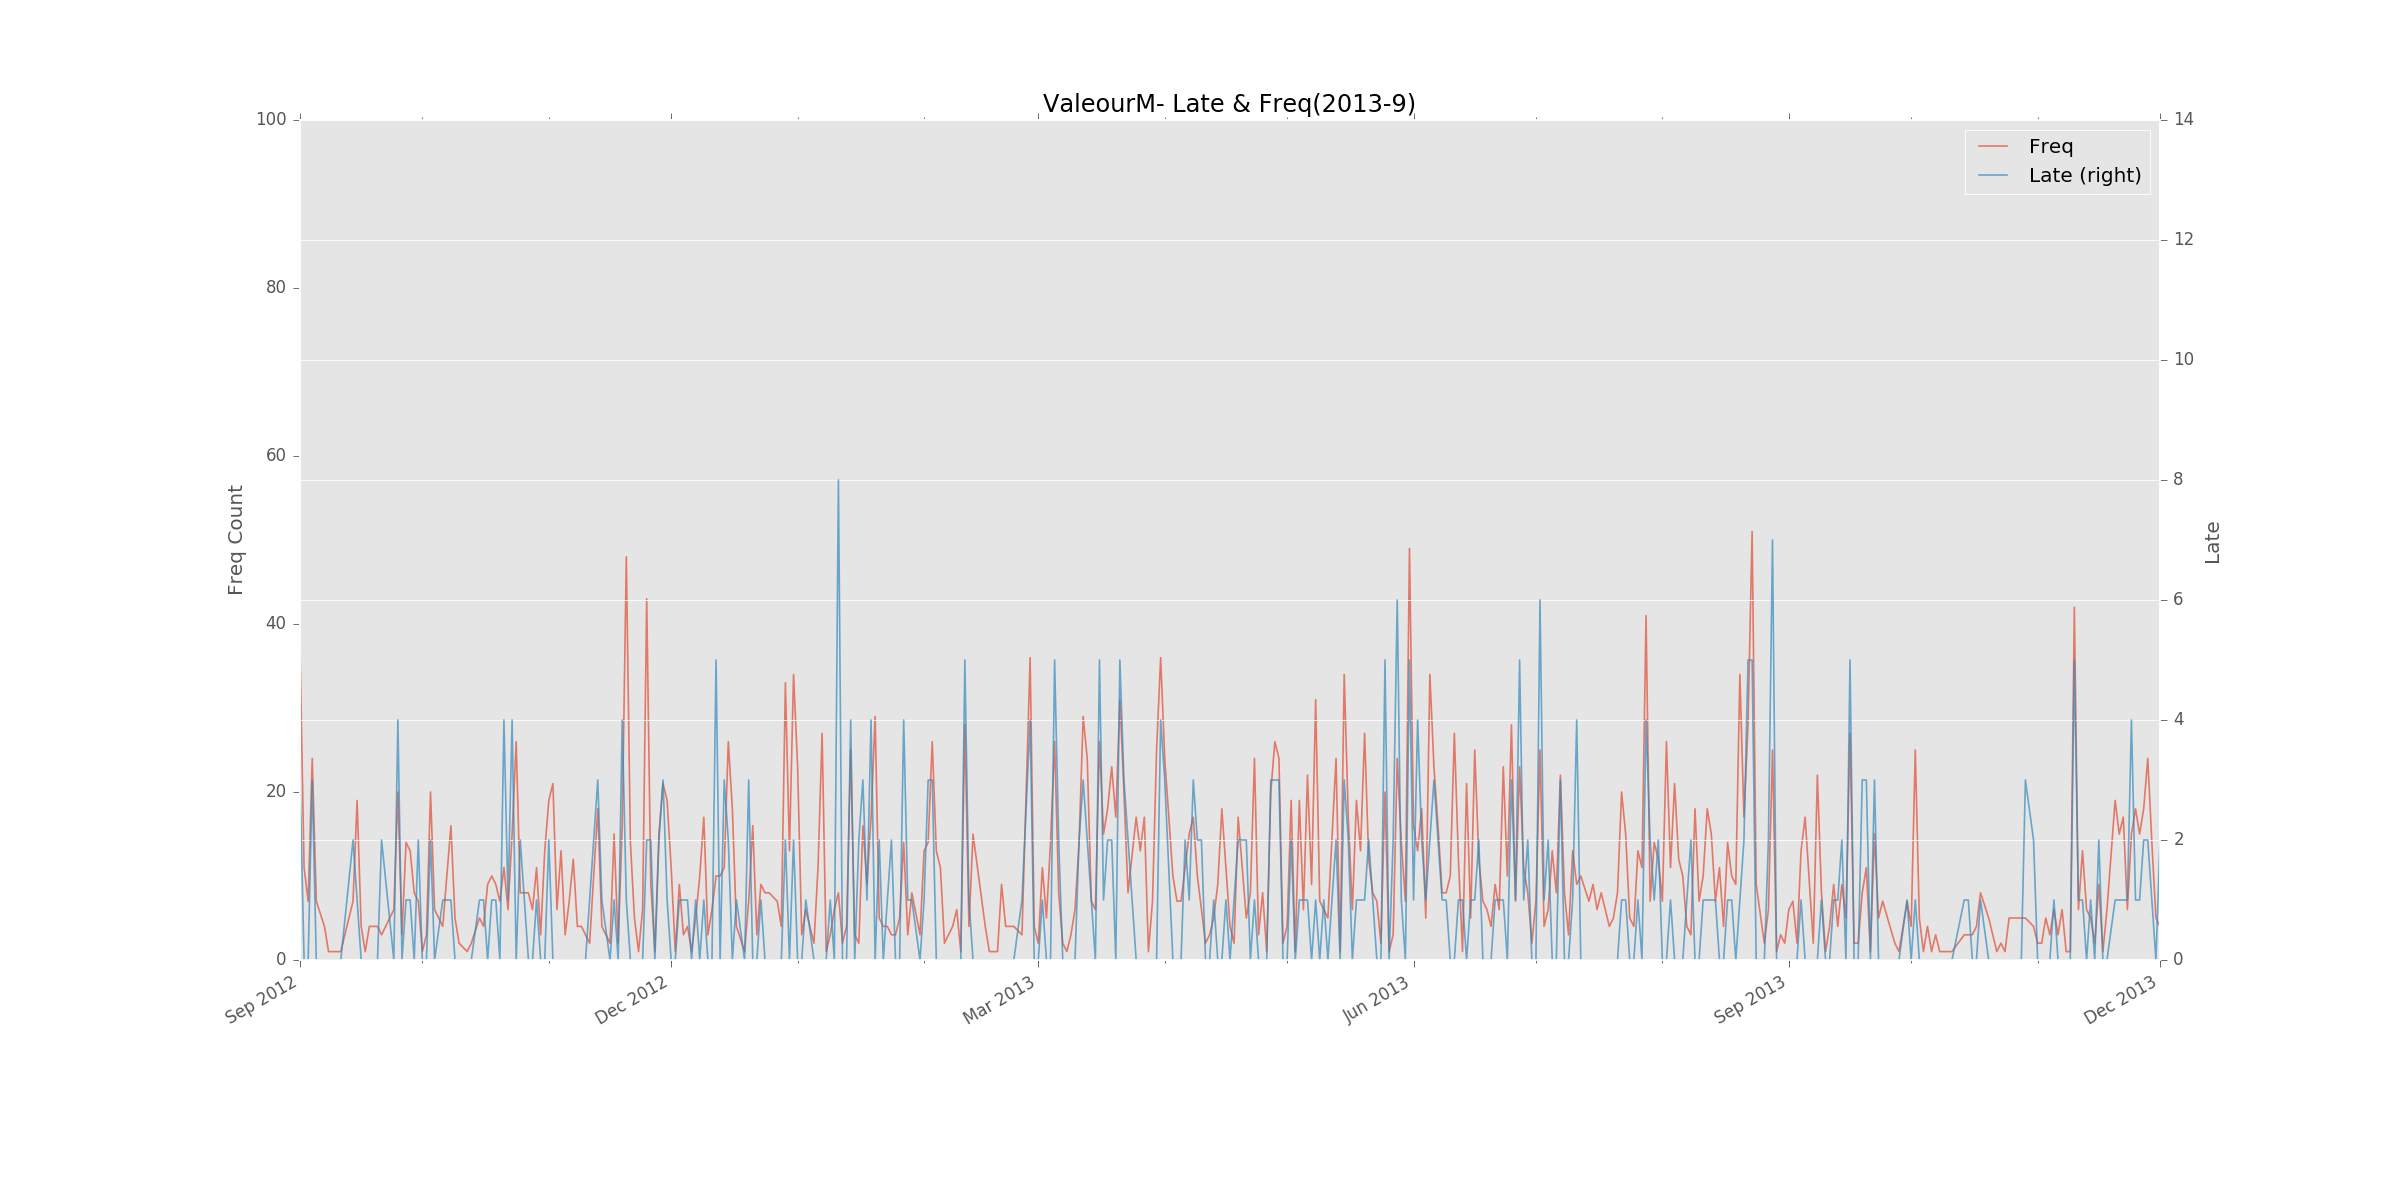 ValeourM- Late & Freq(2013-9)
Freq
Late (right)
100
80
60
40
20
0
Freq Count
14
12
10
8
6
4
2
0
Late
Sep 2012
Dec 2012
Mar 2013
Jun 2013
Sep 2013
Dec 2013